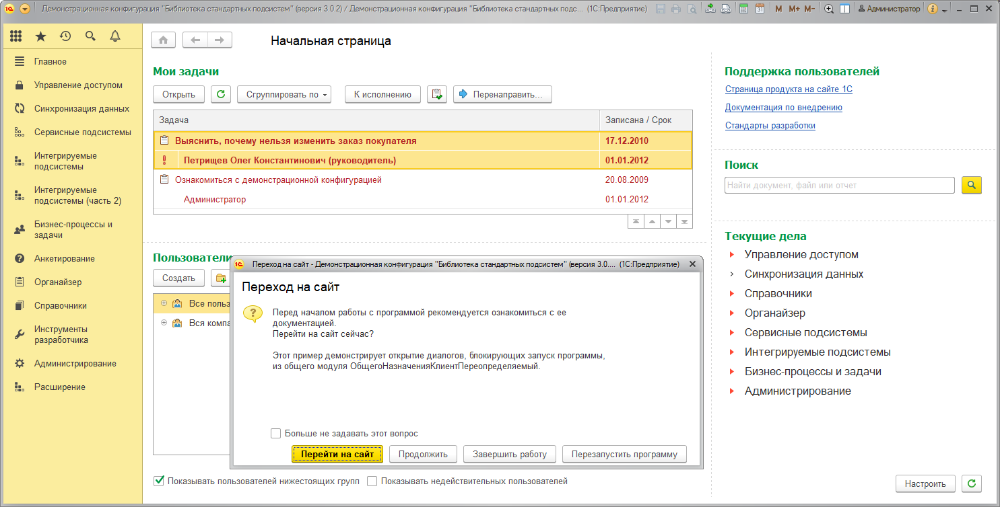 Демонстрационная конфигурация "Библиотека стандартных подсистем" (версия 3.0.2) / Демонстрационная конфигурация "Библиотека стандартных подс... (1С:Предприятие)
31
M M+ M-
Администратор
Начальная страница
Главное
Управление доступом
Синхронизация данных
Сервисные подсистемы
Интегрируемые
подсистемы
Интегрируемые
подсистемы (часть 2)
Бизнес-процессы и
задачи
Анкетирование
Органайзер
Справочники
Инструменты
разработчика
Администрирование
Расширение
Мои задачи
Открыть
Сгруппировать по
К исполнению
Перенаправить...
Задача
Записана / Срок
Выяснить, почему нельзя изменить заказ покупателя
17.12.2010
Петрищев Олег Константинович (руководитель)
01.01.2012
Ознакомиться с демонстрационной конфигурацией
20.08.2009
Администратор
01.01.2012
Пользователи
Создать
Все польз
Вся компа
Переход на сайт - Демонстрационная конфигурация "Библиотека стандартных подсистем" (версия 3.0.... (1С:Предприятие)
Переход на сайт
Перед началом работы с программой рекомендуется ознакомиться с ее
документацией.
Перейти на сайт сейчас?
Этот пример демонстрирует открытие диалогов, блокирующих запуск программы,
из общего модуля ОбщегоНазначенияКлиентПереопределяемый.
Больше не задавать этот вопрос
Перейти на сайт
Продолжить
Завершить работу
Перезапустить программу
Показывать пользователей нижестоящих групп
Показывать недействительных пользователей
Поддержка пользователей
Страница продукта на сайте 1С
Документация по внедрению
Стандарты разработки
Поиск
Найти документ, файл или отчет
Текущие дела
Управление доступом
Синхронизация данных
Справочники
Органайзер
Сервисные подсистемы
Интегрируемые подсистемы
Бизнес-процессы и задачи
Администрирование
Настроить